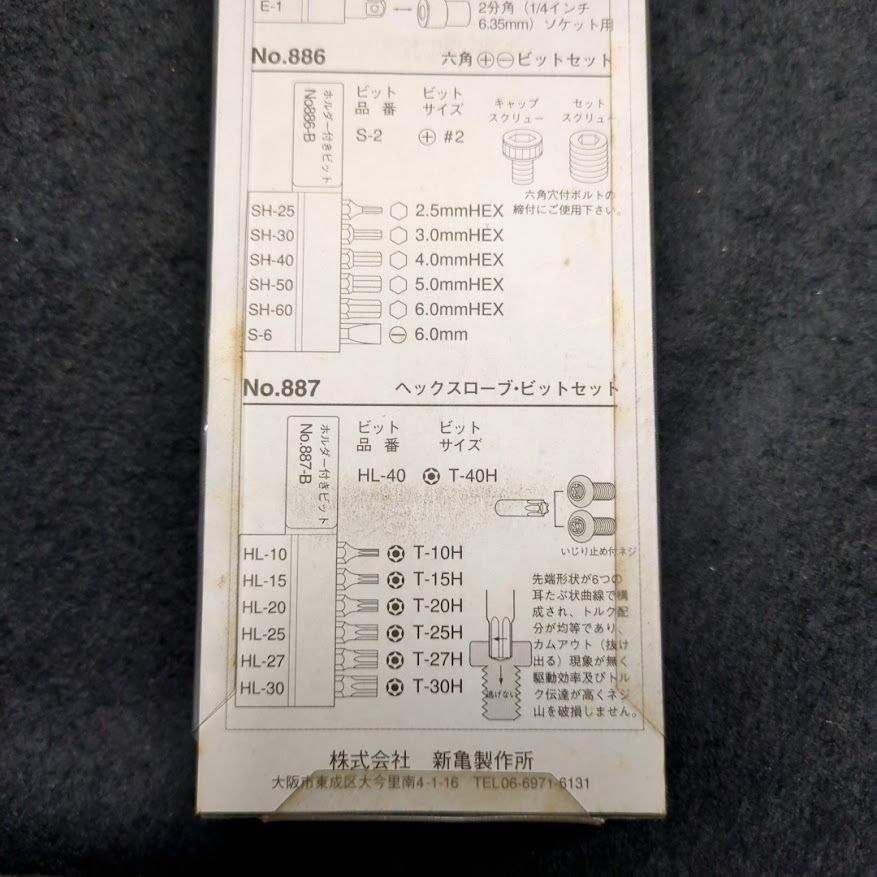 E-1
2分角（1/4インチ
6.35mm）ソケット用
No.886 六角⊕⊖ビットセット
ホルダー付きビット
No886-B
ビット
品 番
ビット
サイズ
S-2 ⊕ #2
キャップ
スクリュー
セット
スクリュー
六角穴付ボルトの
締付にご使用下さい。
SH-25 2.5mmHEX
SH-30 3.0mmHEX
SH-40 4.0mmHEX
SH-50 5.0mmHEX
SH-60 6.0mmHEX
S-6 ⊖ 6.0mm
No.887 ヘックスローブ・ビットセット
ホルダー付きビット
No.887-B
ビット
品 番
ビット
サイズ
HL-40 T-40H
いじり止め付ネジ
HL-10 T-10H
HL-15 T-15H
HL-20 T-20H
HL-25 T-25H
HL-27 T-27H
HL-30 T-30H
逃げない
先端形状が6つの
耳たぶ状曲線で構
成され、トルク配
分が均等であり、
カムアウト（抜け
出る）現象が無く
駆動効率及びトル
ク伝達が高くネジ
山を破損しません。
株式会社 新亀製作所
大阪市東成区大今里南4-1-16 TEL06-6971-6131